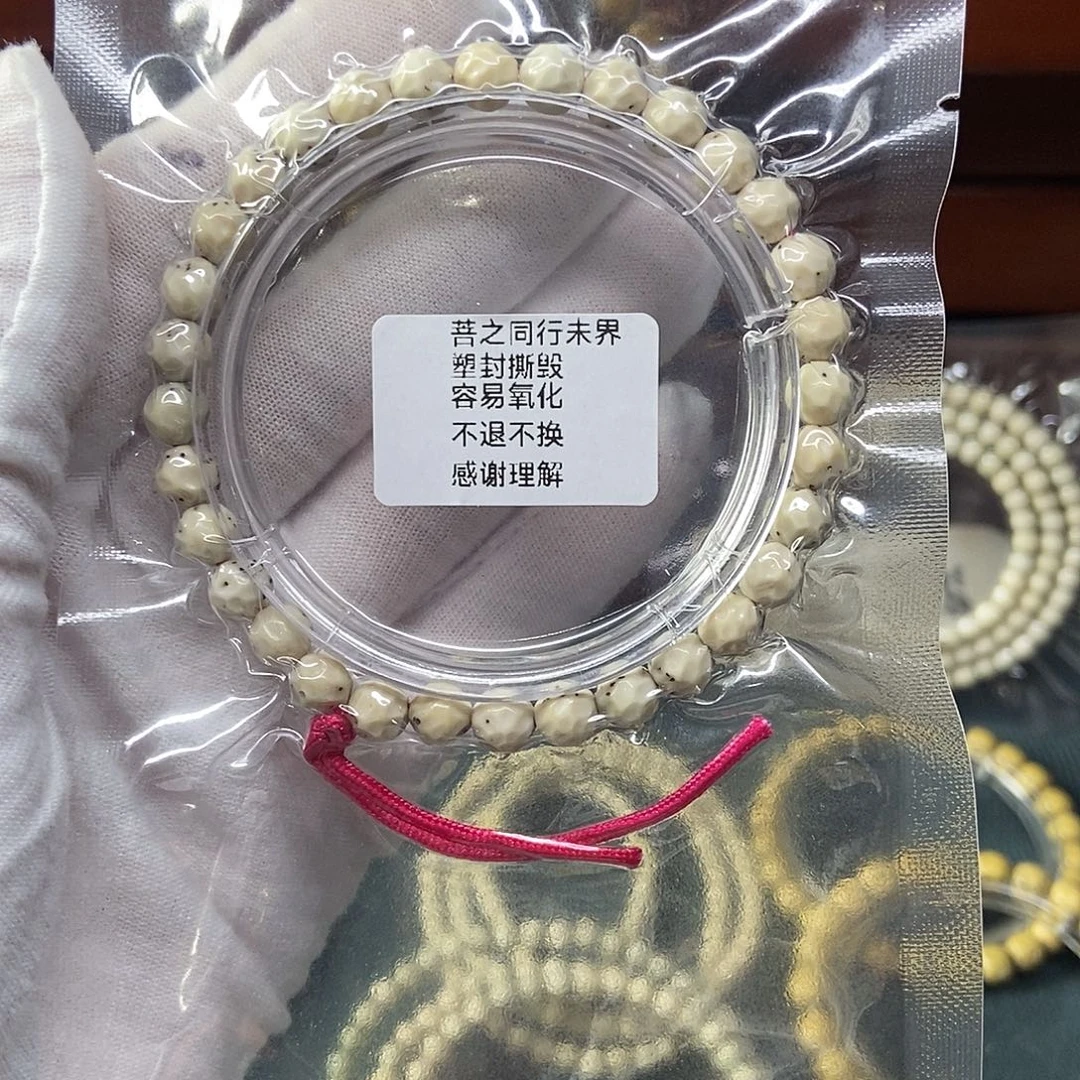 菩之同行未界
塑封撕毁
容易氧化
不退不换
感谢理解